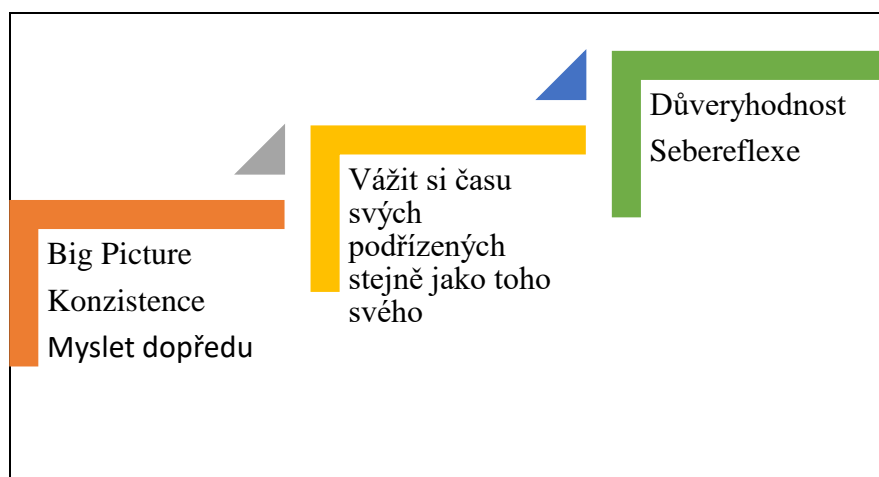 Big Picture
Konzistence
Myslet dopředu
Vážit si času
svých
podřízených
stejně jako toho
svého
Důveryhodnost
Sebereflexe